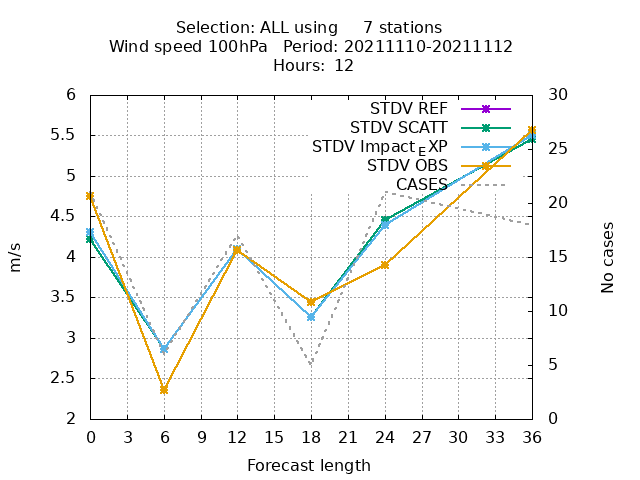 Selection: ALL using 7 stations
Wind speed 100hPa Period: 20211110-20211112
Hours: 12
STDV REF
STDV SCATT
STDV Impact_EXP
STDV OBS
CASES
6
5.5
5
4.5
4
3.5
3
2.5
2
30
25
20
15
10
5
0
m/s
No cases
0 3 6 9 12 15 18 21 24 27 30 33 36
Forecast length